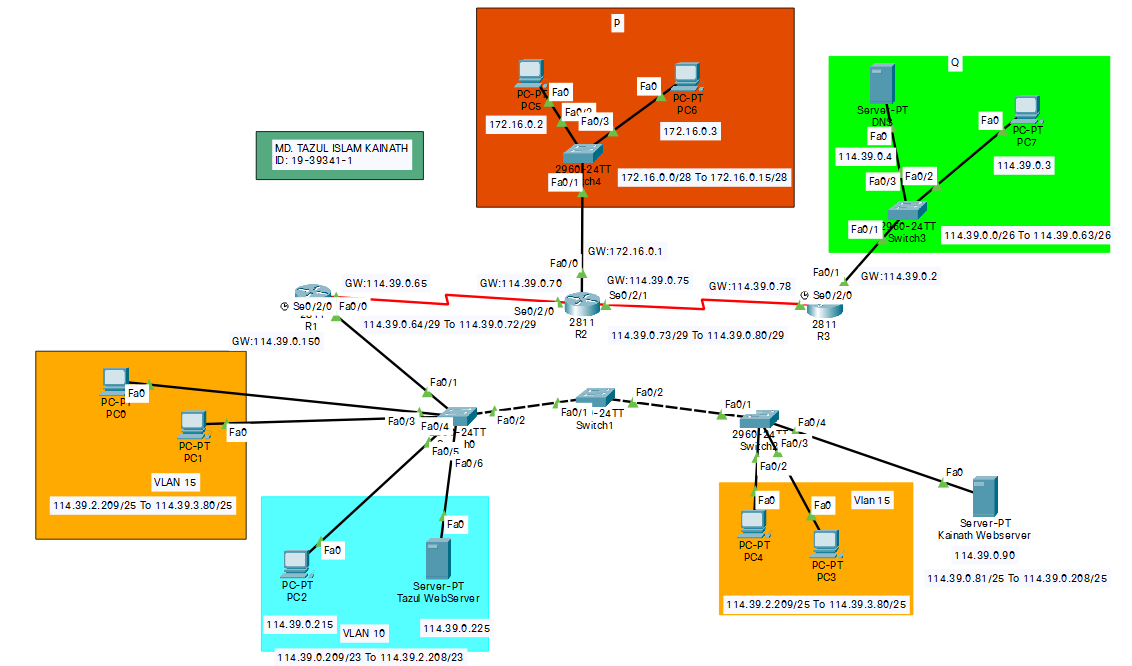 P
PC-PT
PC5
Fa0
Fa0/2
Fa0/3
Fa0
PC-PT
PC6
172.16.0.2
172.16.0.3
2960-24TT
Fa0/1
172.16.0.0/28 To 172.16.0.15/28
Q
Server-PT
DNS
Fa0
114.39.0.4
Fa0
PC-PT
PC7
114.39.0.3
Fa0/3
Fa0/2
Fa0/1
2960-24TT
Switch3
114.39.0.0/26 To 114.39.0.63/26
MD. TAZUL ISLAM KAINATH
ID: 19-39341-1
GW:172.16.0.1
Fa0/0
Fa0/1
GW:114.39.0.2
GW:114.39.0.65
GW:114.39.0.70
GW:114.39.0.75
GW:114.39.0.78
Se0/2/0
Fa0/0
2811
R1
Se0/2/0
Se0/2/1
2811
R2
Se0/2/0
2811
R3
114.39.0.64/29 To 114.39.0.72/29
114.39.0.73/29 To 114.39.0.80/29
GW:114.39.0.150
PC-PT
PC0
Fa0
PC-PT
PC1
Fa0
VLAN 15
114.39.2.209/25 To 114.39.3.80/25
Fa0/1
Fa0/3
Fa0/4
Fa0/2
Fa0/5
Fa0/6
Fa0/1
Fa0/2
Switch1
Fa0/1
2960-24TT
Switch2
Fa0/4
Fa0/3
Fa0/2
Fa0
PC-PT
PC2
114.39.0.215
VLAN 10
Fa0
Server-PT
Tazul WebServer
114.39.0.225
114.39.0.209/23 To 114.39.2.208/23
Fa0
PC-PT
PC4
Fa0
PC-PT
PC3
Vlan 15
114.39.2.209/25 To 114.39.3.80/25
Fa0
Server-PT
Kainath Webserver
114.39.0.90
114.39.0.81/25 To 114.39.0.208/25